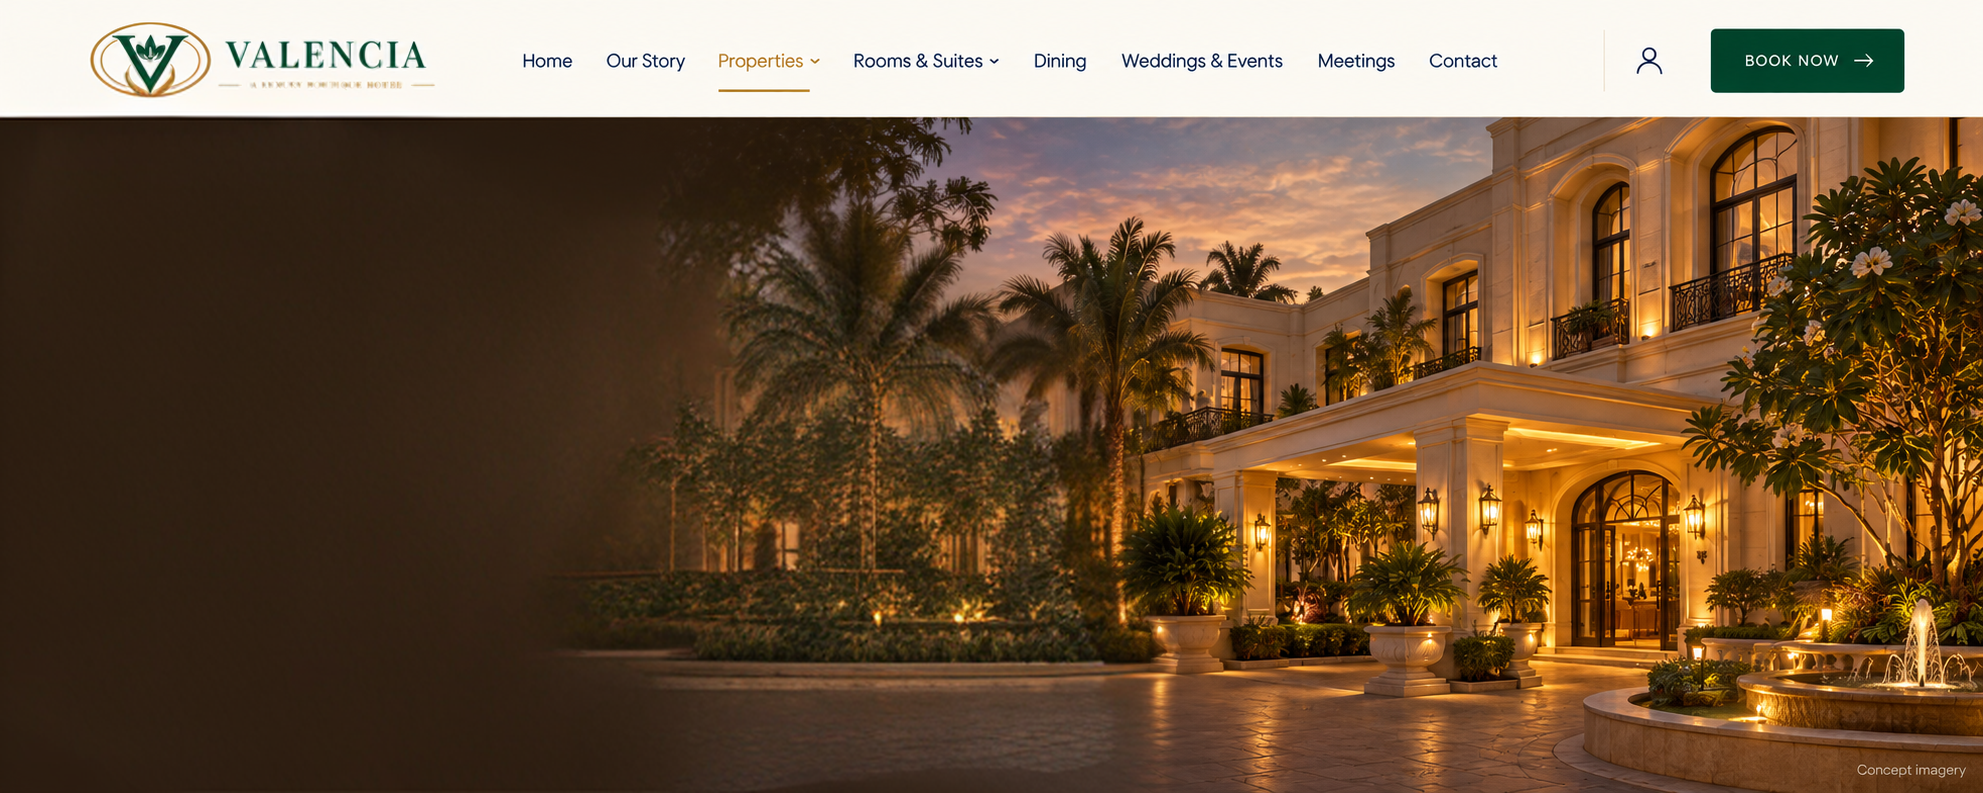 VALENCIA
Home
Our Story
Properties
Rooms & Suites
Dining
Weddings & Events
Meetings
Contact
BOOK NOW
Concept imagery